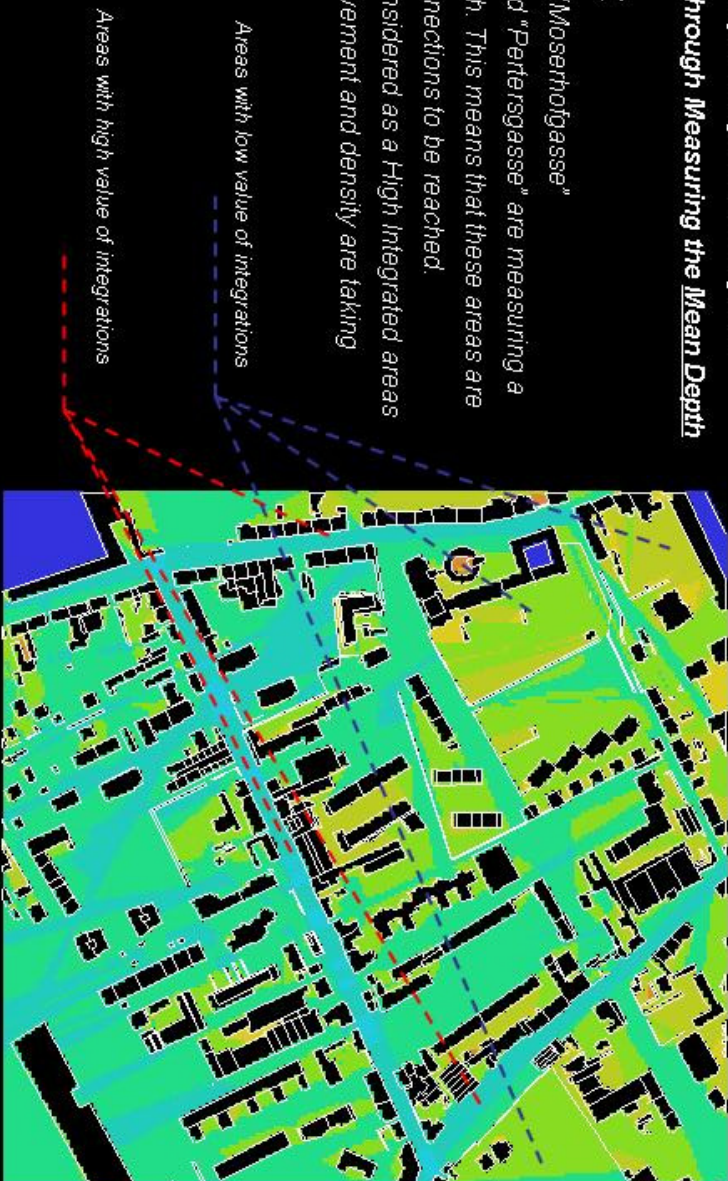 hrough Measuring the Mean Depth
"Moserhofgasse"
d "Pertersgasse" are measuring a
h. This means that these areas are
nections to be reached.
nsidered as a High Integrated areas
vement and density are taking
Areas with low value of integrations
Areas with high value of integrations